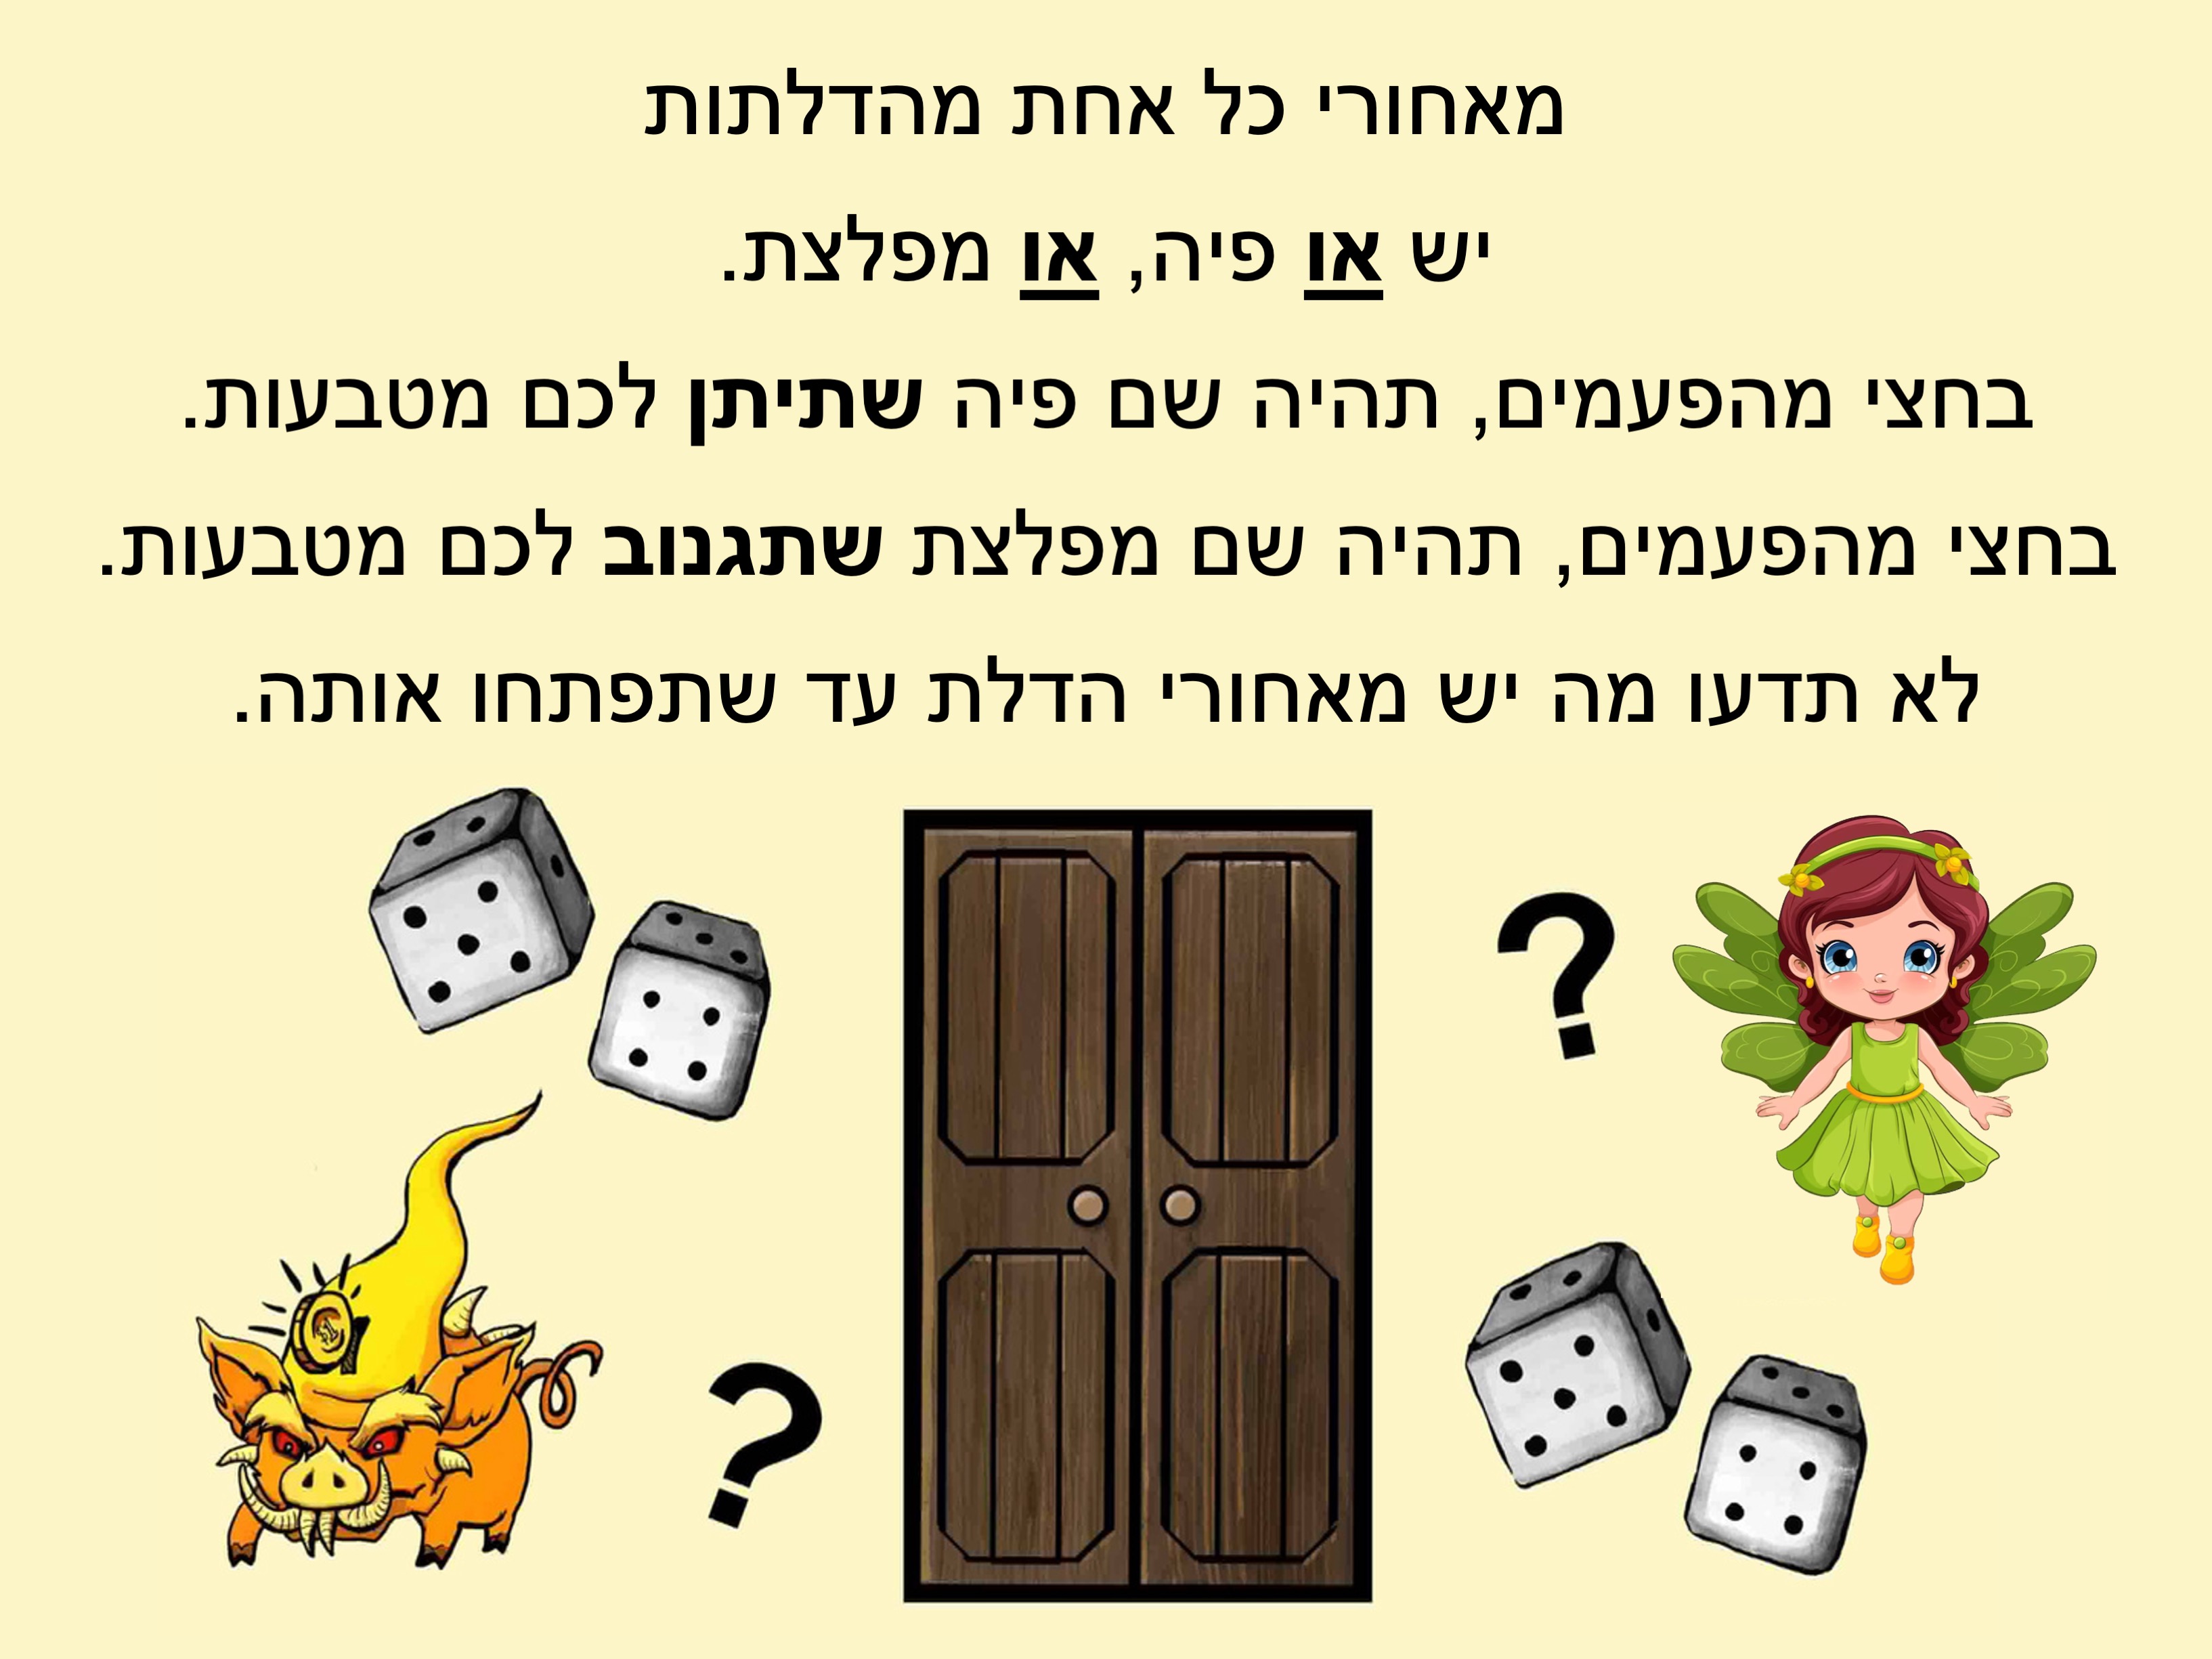 מאחורי כל אחת מהדלתות
יש או פיה, או מפלצת.
בחצי מהפעמים, תהיה שם פיה שתיתן לכם מטבעות.
בחצי מהפעמים, תהיה שם מפלצת שתגנוב לכם מטבעות.
לא תדעו מה יש מאחורי הדלת עד שתפתחו אותה.
?
?